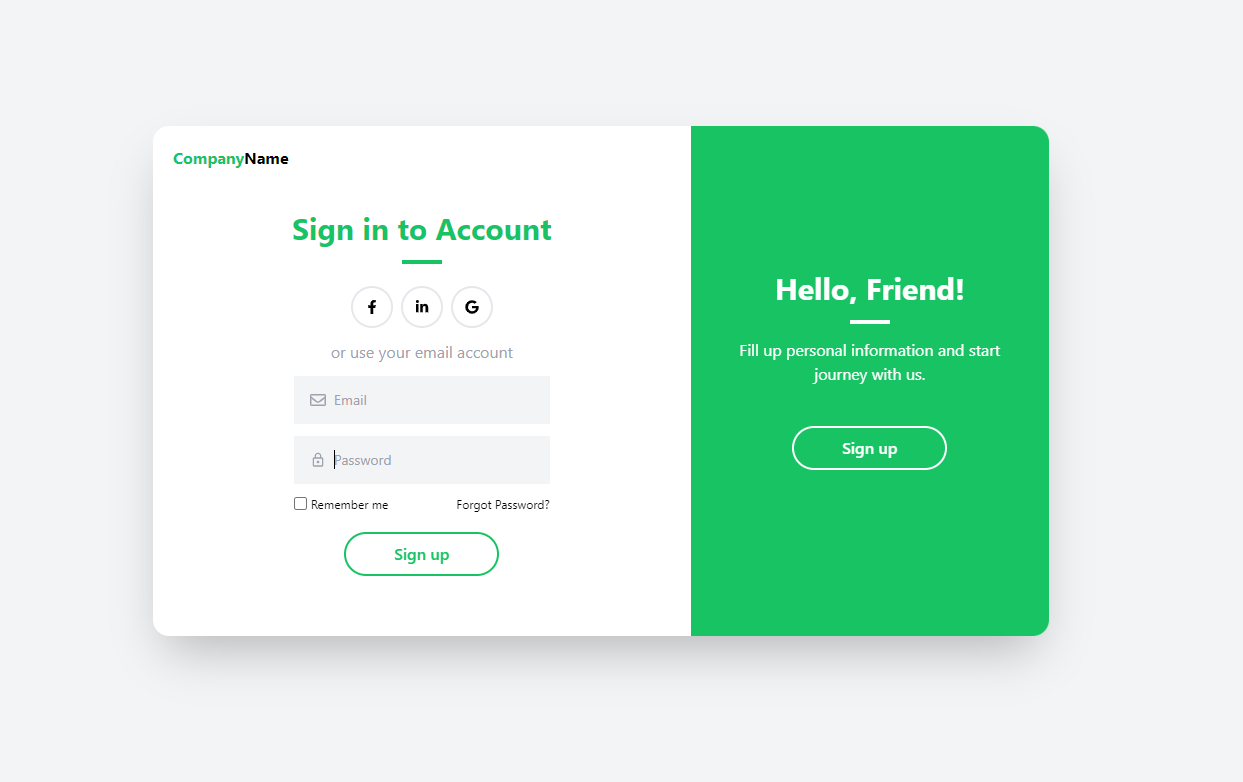 CompanyName
Sign in to Account
or use your email account
Email
Password
Remember me
Forgot Password?
Sign up
Hello, Friend!
Fill up personal information and start
journey with us.
Sign up